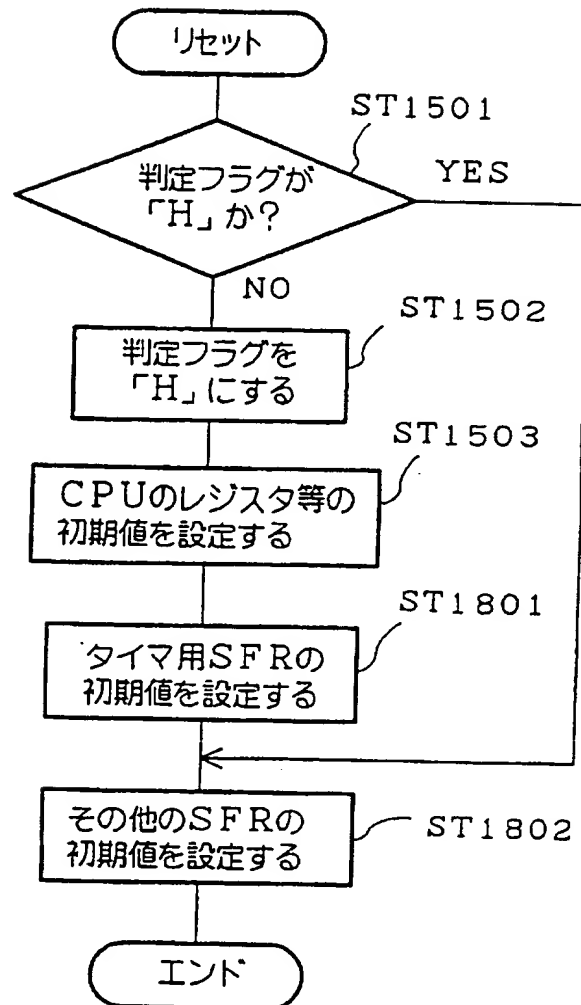 リセット
ST1501
判定フラグが
「H」か？
YES
NO
ST1502
判定フラグを
「H」にする
ST1503
CPUのレジスタ等の
初期値を設定する
ST1801
タイマ用SFRの
初期値を設定する
その他のSFRの
初期値を設定する
ST1802
エンド